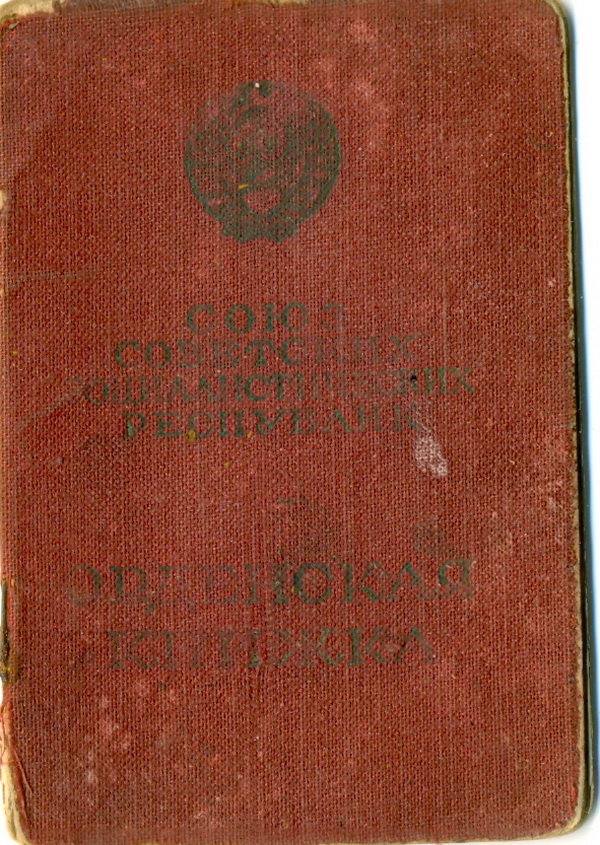 СОЮЗ
СОВЕТСКИХ
СОЦИАЛИСТИЧЕСКИХ
РЕСПУБЛИК
ОРДЕНСКАЯ
КНИЖКА